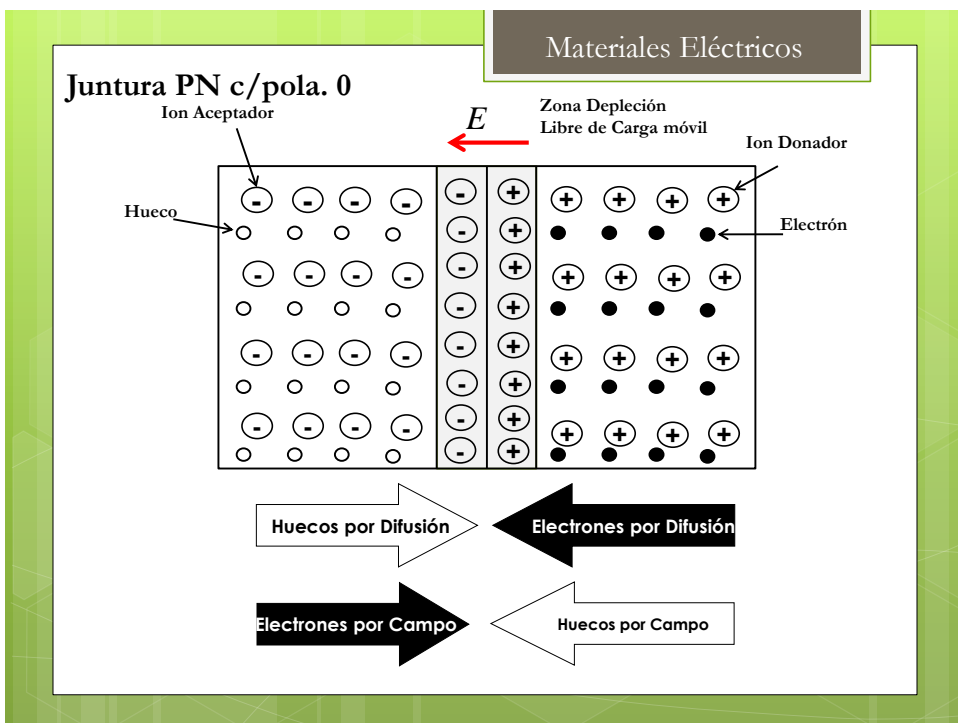 Materiales Eléctricos
Juntura PN c/pola. 0
Ion Aceptador
E
Zona Depleción
Libre de Carga móvil
Ion Donador
Hueco
Electrón
- - - - - + + + + +
- +
- - - - - + + + + +
- +
- - - - - + + + + +
- +
- - - - - + + + + +
- +
Huecos por Difusión
Electrones por Difusión
Electrones por Campo
Huecos por Campo